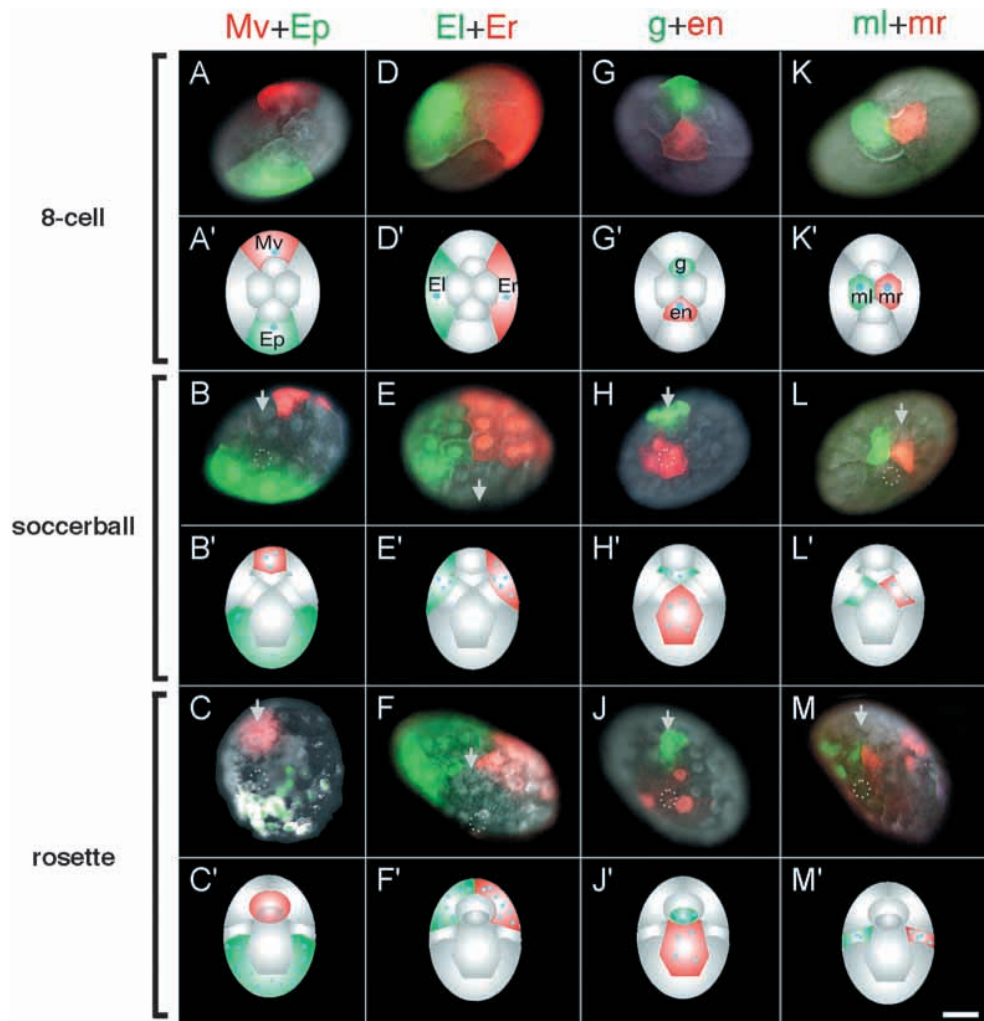 Mv+Ep El+Er g+en ml+mr
8-cell
A D G K
A' D' G' K'
Mv El Er g ml mr
Ep en
soccerball
B E H L
B' E' H' L'
rosette
C F J M
C' F' J' M'